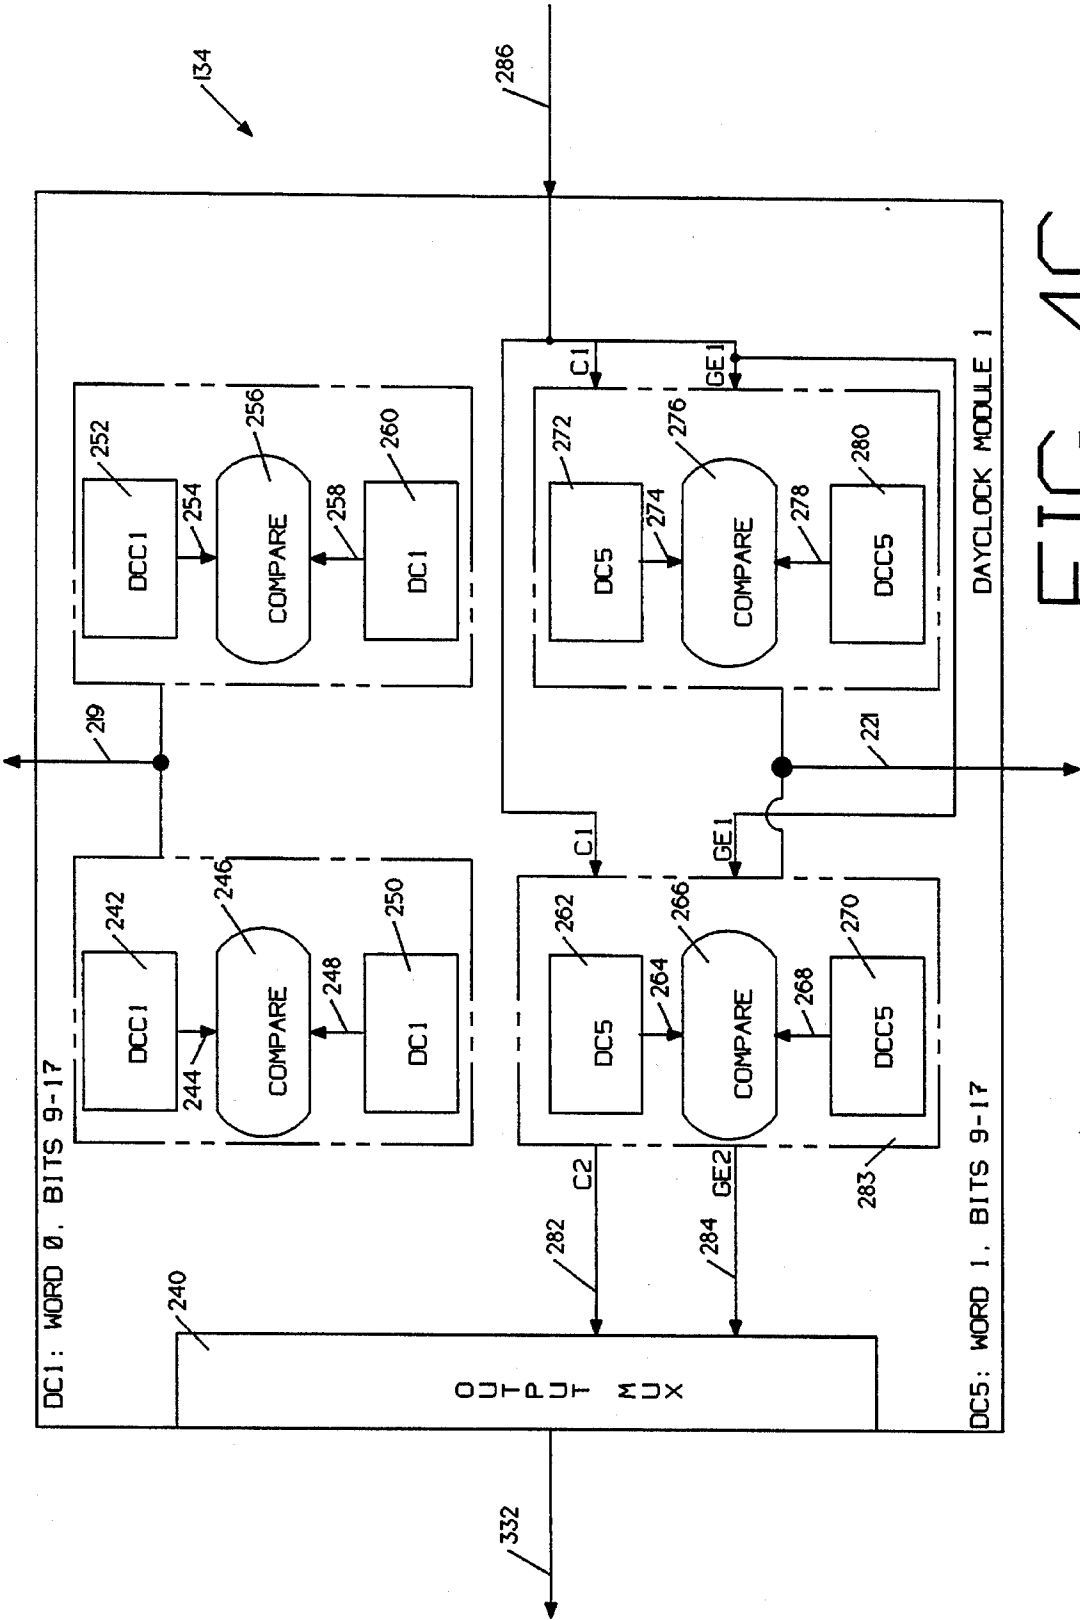 134
286
DC1: WORD 0, BITS 9-17
219
242
DCC1
244
246
COMPARE
248
DC1
250
252
DCC1
254
256
COMPARE
258
DC1
260
240
OUTPUT MUX
332
C2
282
GE2
284
C1
GE1
262
DC5
264
266
COMPARE
268
DCC5
270
283
C1
GE1
272
DC5
274
276
COMPARE
278
DCC5
280
221
DC5: WORD 1, BITS 9-17
DAYCLOCK MODULE 1
FIG. 4C